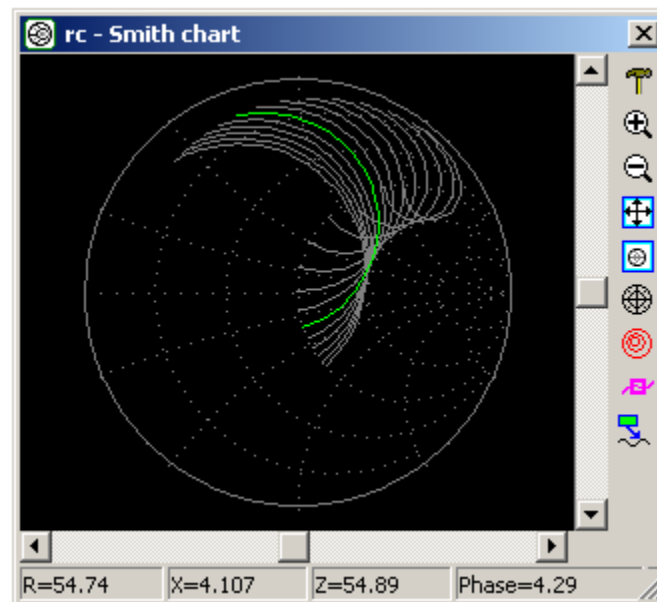 rc - Smith chart
R=54.74 X=4.107 Z=54.89 Phase=4.29